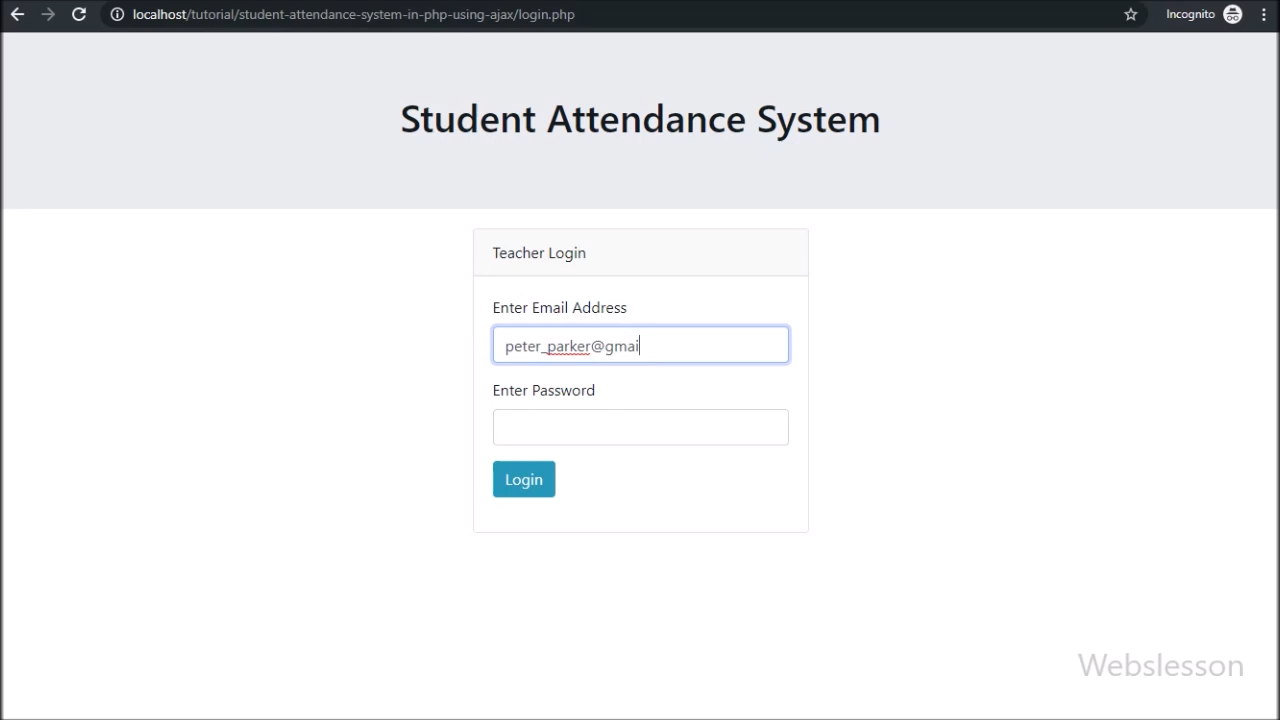 localhost/tutorial/student-attendance-system-in-php-using-ajax/login.php
Incognito
Student Attendance System
Teacher Login
Enter Email Address
peter_parker@gmai
Enter Password
Login
Webslesson